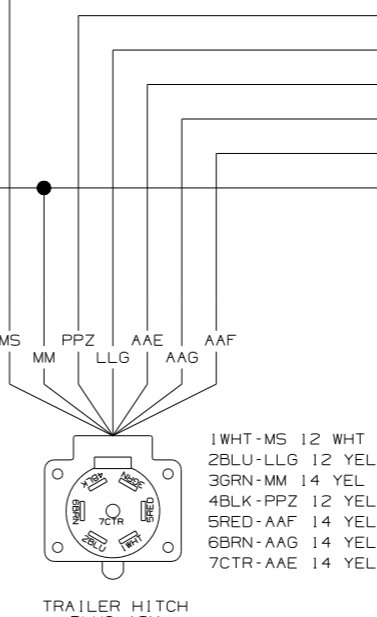 MS
PPZ
AAE
AAF
MM
LLG
AAG
1WHT-MS 12 WHT
2BLU-LLG 12 YEL
3GRN-MM 14 YEL
4BLK-PPZ 12 YEL
5RED-AAF 14 YEL
6BRN-AAG 14 YEL
7CTR-AAE 14 YEL
4BLK
3GRN
6BRN
5RED
7CTR
2BLU
1WHT
TRAILER HITCH